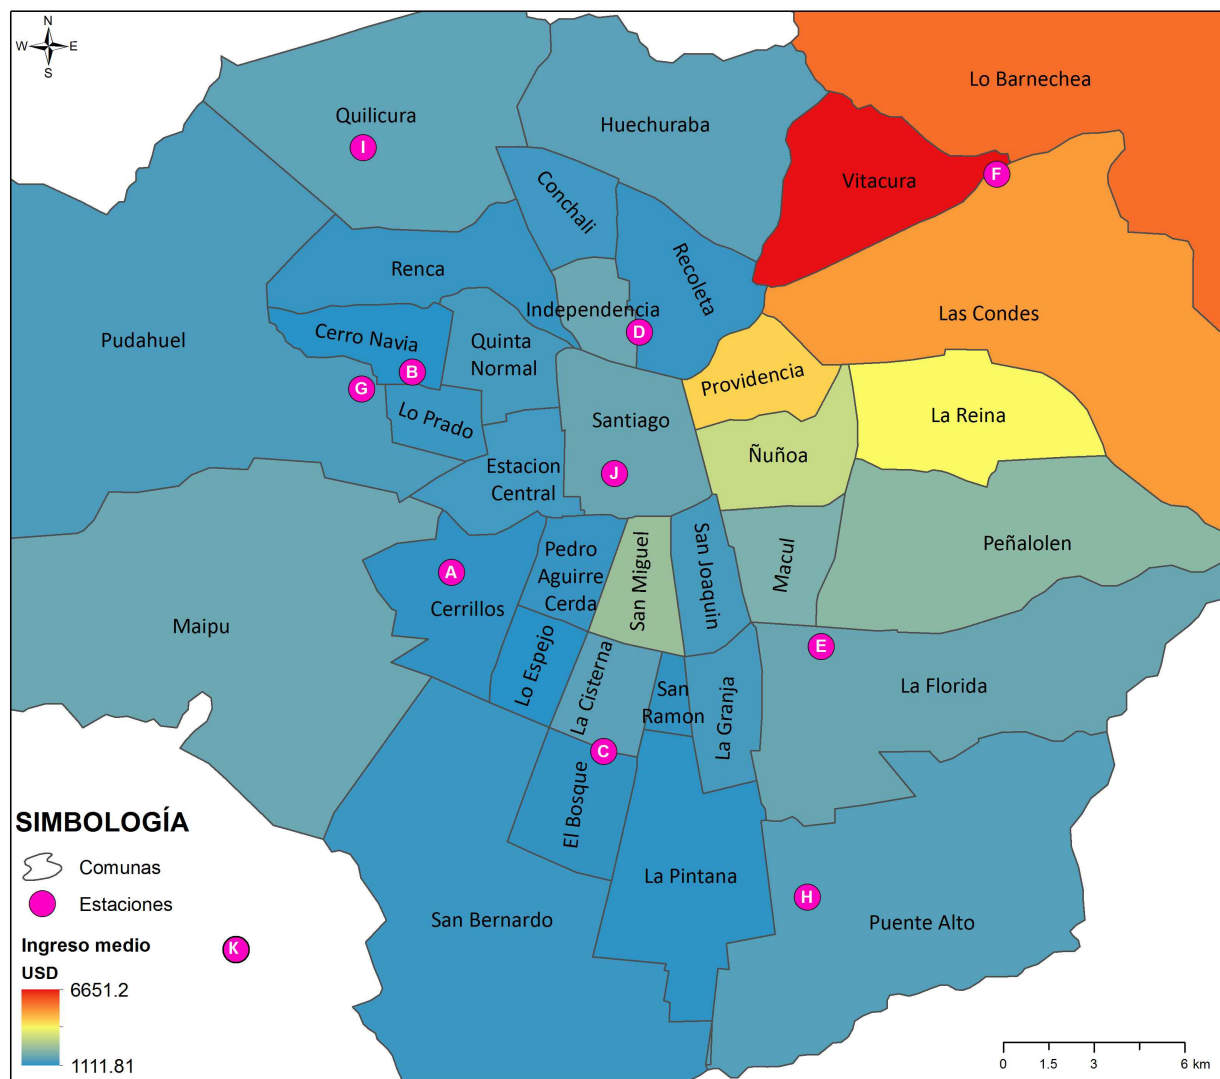 N
W E
S
Lo Barnechea
Quilicura
Huechuraba
I
Vitacura
F
Conchali
Recoleta
Renca
Independencia
D
Las Condes
Pudahuel
Cerro Navia
B
Quinta
Normal
G
Providencia
Lo Prado
Santiago
La Reina
Ñuñoa
Estacion
Central
J
San Miguel
San Joaquin
Macul
Peñalolen
Pedro
Aguirre
Cerda
A
Cerrillos
Maipu
E
Lo Espejo
La Cisterna
San
Ramon
La Granja
La Florida
C
El Bosque
SIMBOLOGÍA
Comunas
Estaciones
La Pintana
H
San Bernardo
Puente Alto
Ingreso medio
K
USD
6651.2
1111.81
0 1.5 3 6 km